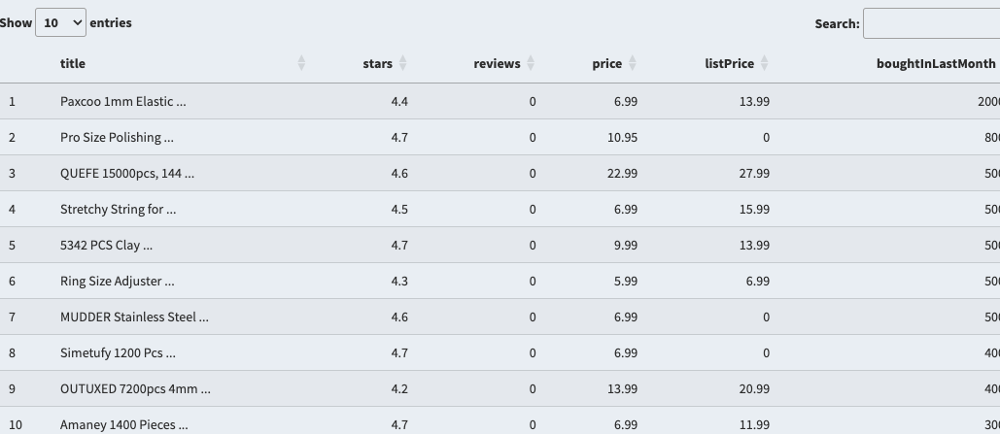 Show 10 entries Search:
title stars reviews price listPrice boughtInLastMonth
1 Paxcoo 1mm Elastic ... 4.4 0 6.99 13.99 2000
2 Pro Size Polishing ... 4.7 0 10.95 0 800
3 QUEFE 15000pcs, 144 ... 4.6 0 22.99 27.99 500
4 Stretchy String for ... 4.5 0 6.99 15.99 500
5 5342 PCS Clay ... 4.7 0 9.99 13.99 500
6 Ring Size Adjuster ... 4.3 0 5.99 6.99 500
7 MUDDER Stainless Steel ... 4.6 0 6.99 0 500
8 Simetufy 1200 Pcs ... 4.7 0 6.99 0 400
9 OUTUXED 7200pcs 4mm ... 4.2 0 13.99 20.99 400
10 Amaney 1400 Pieces ... 4.7 0 6.99 11.99 300